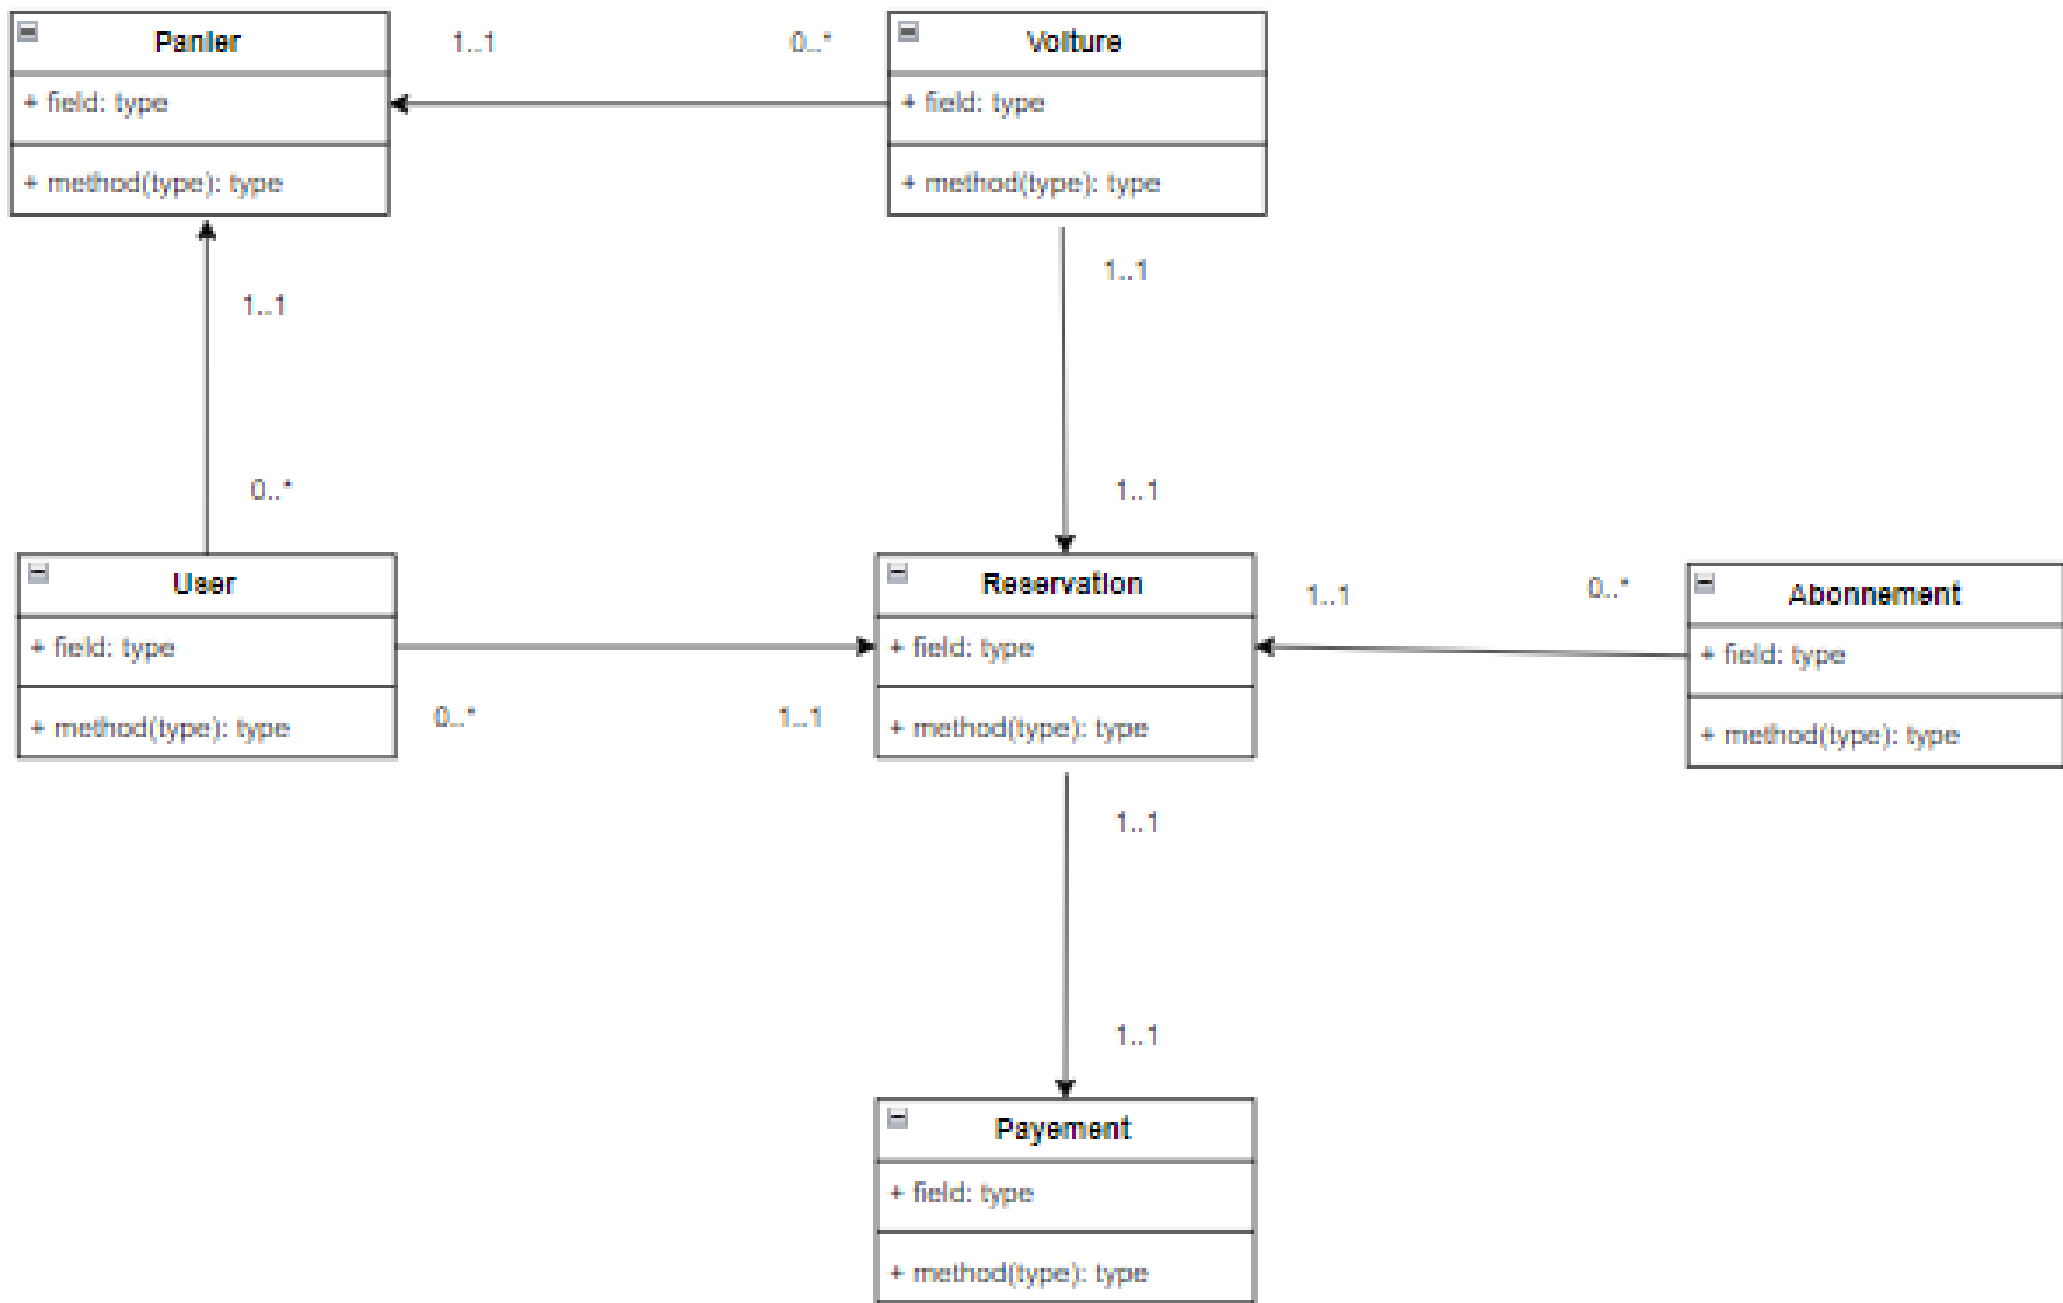 Panier
+ field: type
+ method(type): type
1..1
0..*
Voiture
+ field: type
+ method(type): type
1..1
0..*
1..1
1..1
User
+ field: type
+ method(type): type
0..*
1..1
Reservation
+ field: type
+ method(type): type
1..1
0..*
Abonnement
+ field: type
+ method(type): type
1..1
1..1
Payement
+ field: type
+ method(type): type